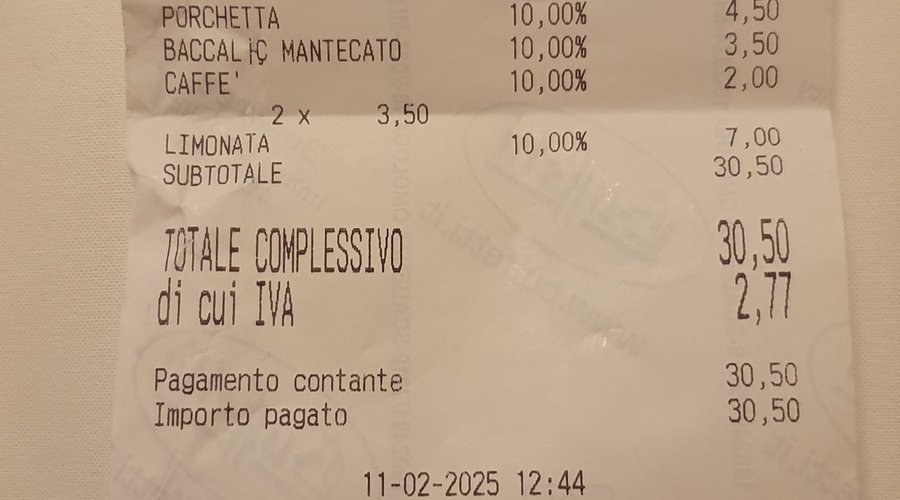 PORCHETTA 10,00% 4,50
BACCAL¡Ç MANTECATO 10,00% 3,50
CAFFE' 10,00% 2,00
2 x 3,50
LIMONATA 10,00% 7,00
SUBTOTALE 30,50
TOTALE COMPLESSIVO 30,50
di cui IVA 2,77
Pagamento contante 30,50
Importo pagato 30,50
11-02-2025 12:44